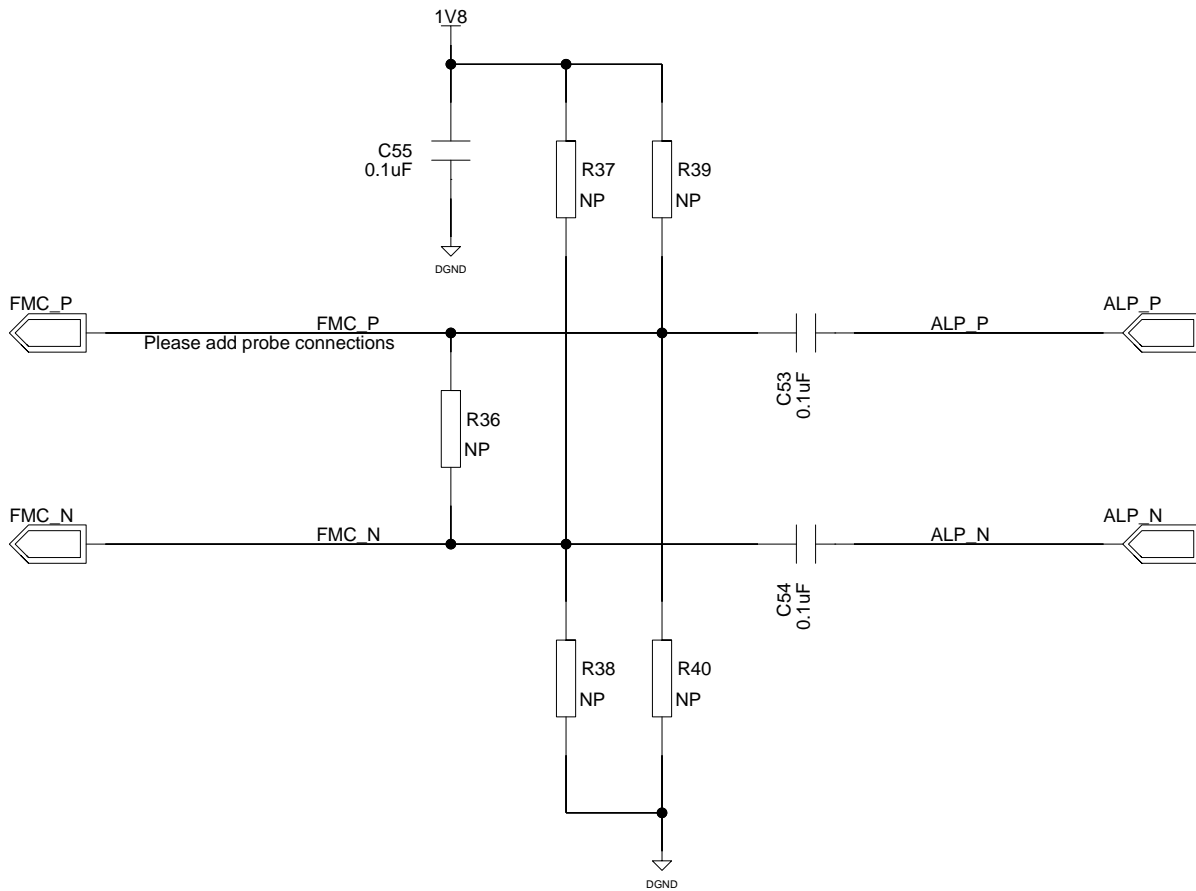 1V8
C55
0.1uF
R37
NP
R39
NP
DGND
FMC_P
FMC_P
Please add probe connections
ALP_P
ALP_P
C53
0.1uF
R36
NP
FMC_N
FMC_N
ALP_N
ALP_N
C54
0.1uF
R38
NP
R40
NP
DGND